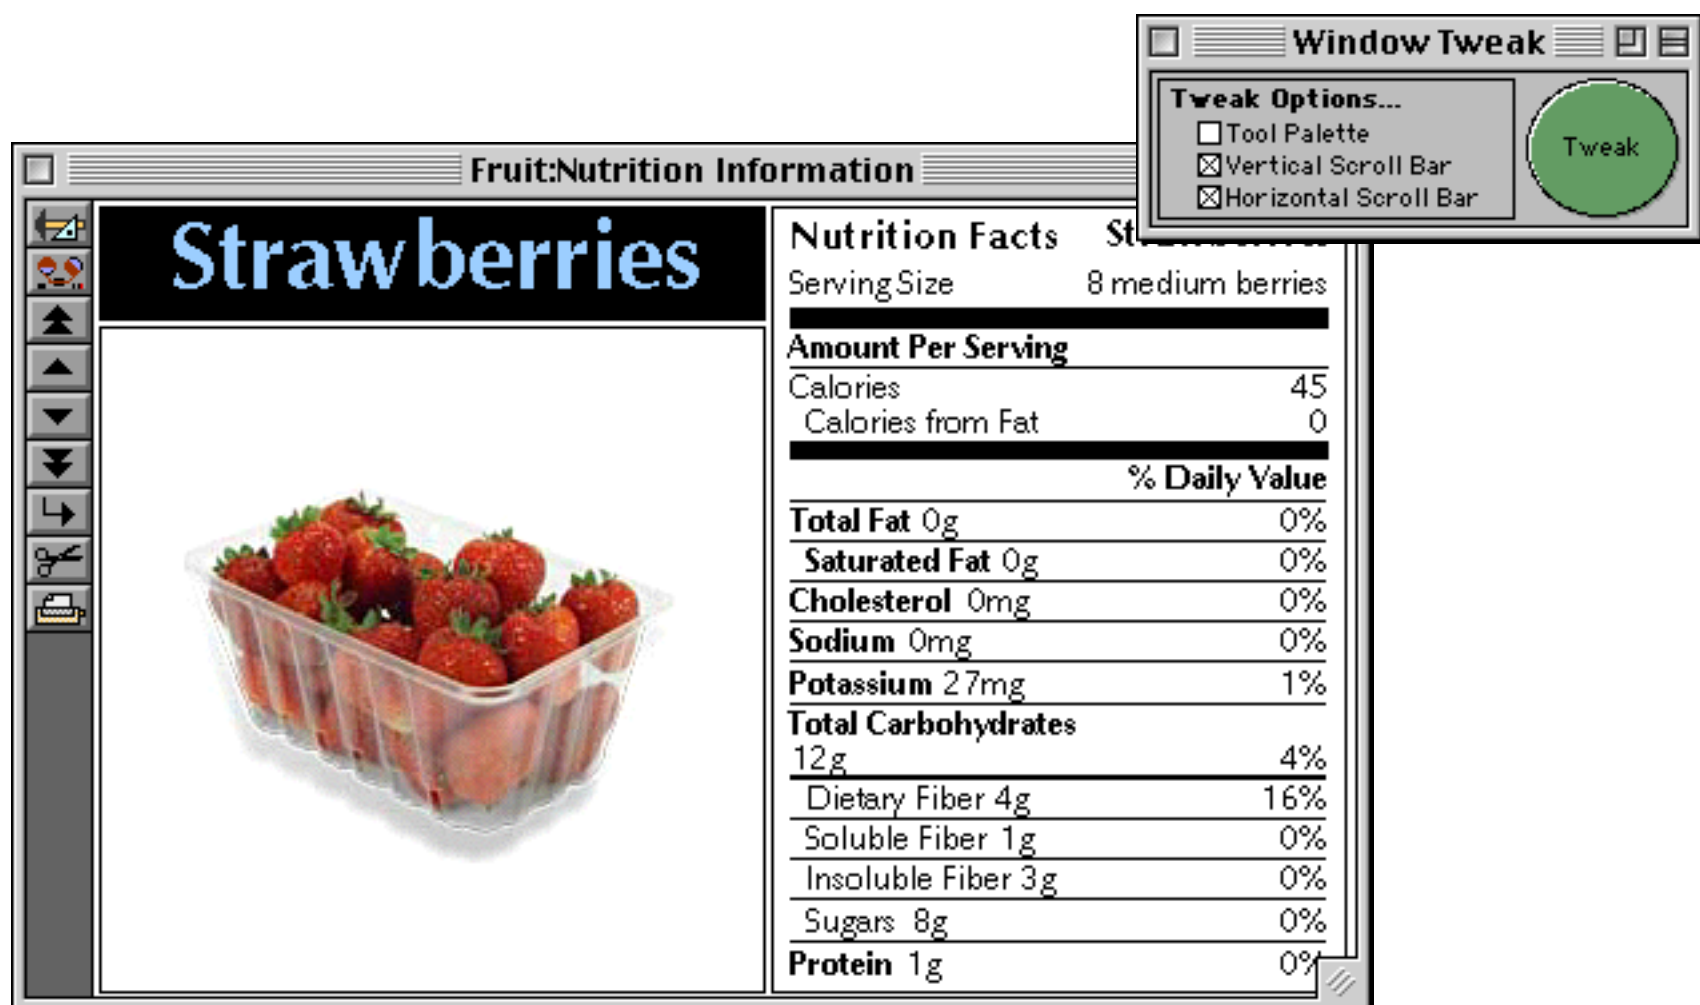 Window Tweak
Tweak Options...
Tool Palette
Vertical Scroll Bar
Horizontal Scroll Bar
Tweak
Fruit:Nutrition Information
Strawberries
Nutrition Facts
Serving Size 8 medium berries
Amount Per Serving
Calories 45
Calories from Fat 0
% Daily Value
Total Fat 0g 0%
Saturated Fat 0g 0%
Cholesterol 0mg 0%
Sodium 0mg 0%
Potassium 27mg 1%
Total Carbohydrates
12g 4%
Dietary Fiber 4g 16%
Soluble Fiber 1g 0%
Insoluble Fiber 3g 0%
Sugars 8g 0%
Protein 1g 0%